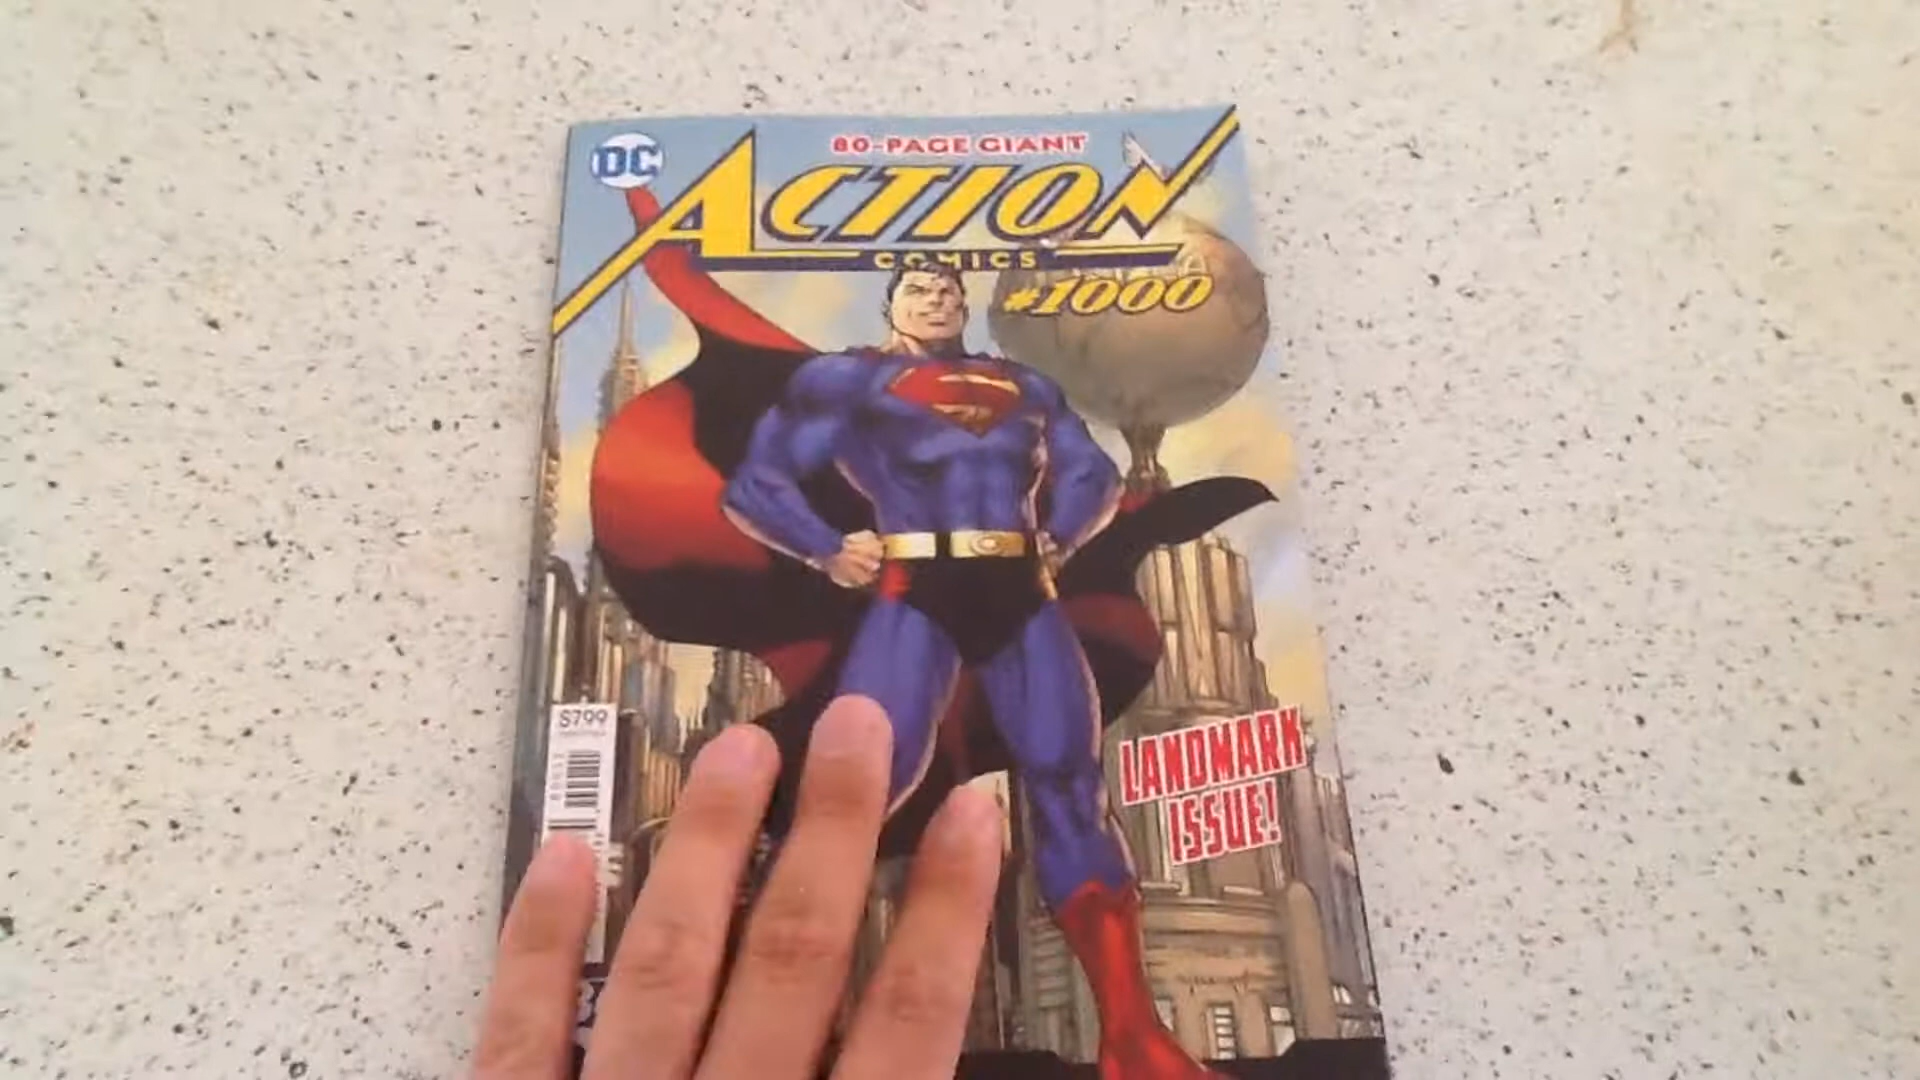 DC
80-PAGE GIANT
ACTION
COMICS
#1000
$7.99
LANDMARK
ISSUE!